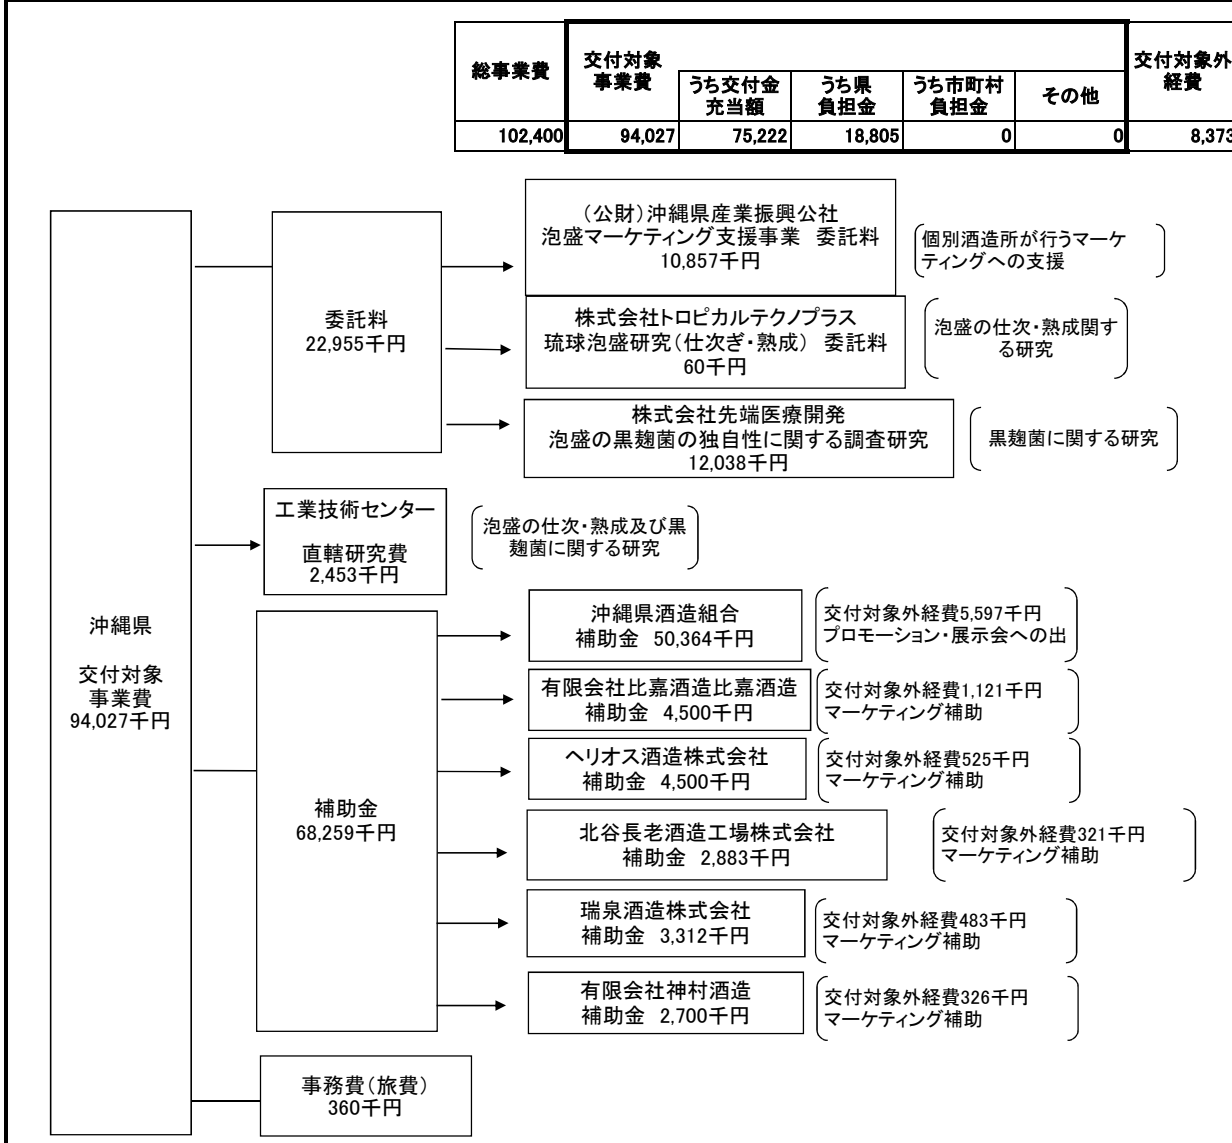 総事業費
交付対象
事業費
うち交付金
充当額
うち県
負担金
うち市町村
負担金
その他
交付対象外
経費
102,400
94,027
75,222
18,805
0
0
8,373
(公財)沖縄県産業振興公社
泡盛マーケティング支援事業 委託料
10,857千円
個別酒造所が行うマーケ
ティングへの支援
委託料
22,955千円
株式会社トロピカルテクノプラス
琉球泡盛研究(仕次ぎ・熟成) 委託料
60千円
泡盛の仕次・熟成関す
る研究
株式会社先端医療開発
泡盛の黒麹菌の独自性に関する調査研究
12,038千円
黒麹菌に関する研究
工業技術センター
直轄研究費
2,453千円
泡盛の仕次・熟成及び黒
麹菌に関する研究
沖縄県
交付対象
事業費
94,027千円
補助金
68,259千円
沖縄県酒造組合
補助金 50,364千円
交付対象外経費5,597千円
プロモーション・展示会への出
有限会社比嘉酒造比嘉酒造
補助金 4,500千円
交付対象外経費1,121千円
マーケティング補助
ヘリオス酒造株式会社
補助金 4,500千円
交付対象外経費525千円
マーケティング補助
北谷長老酒造工場株式会社
補助金 2,883千円
交付対象外経費321千円
マーケティング補助
瑞泉酒造株式会社
補助金 3,312千円
交付対象外経費483千円
マーケティング補助
有限会社神村酒造
補助金 2,700千円
交付対象外経費326千円
マーケティング補助
事務費(旅費)
360千円